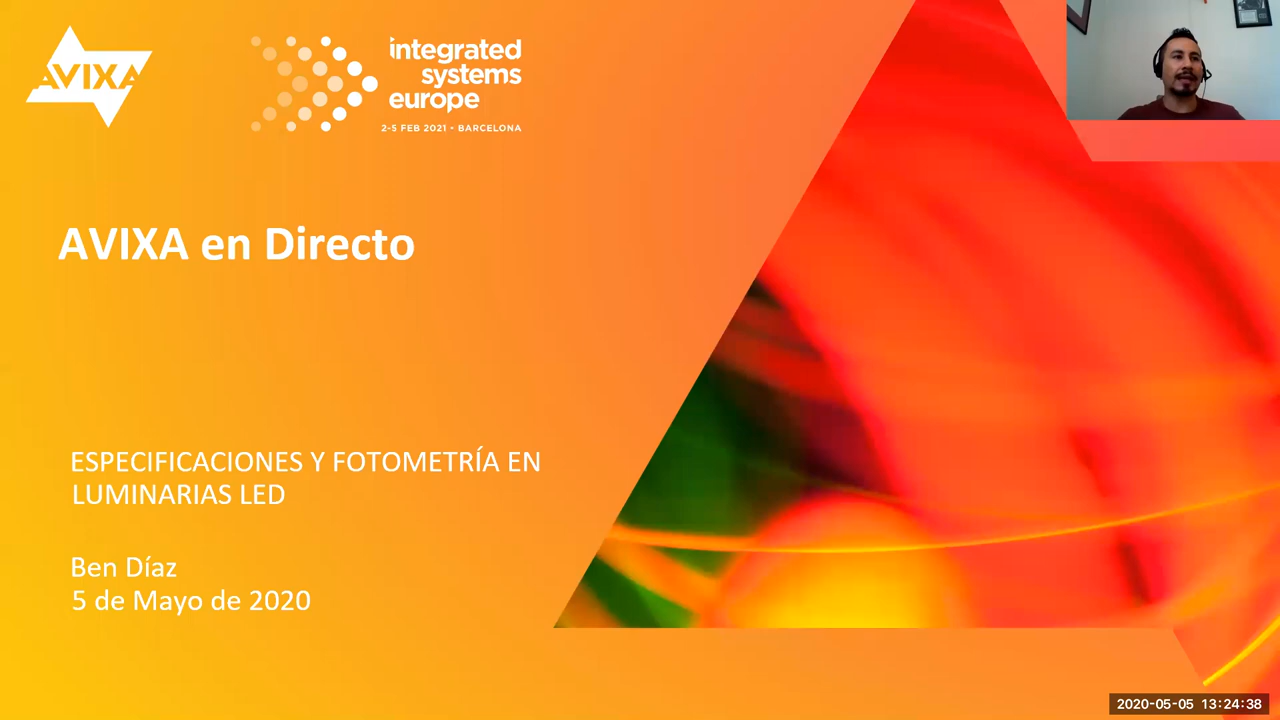 AVIXA
integrated
systems
europe
2-5 FEB 2021 - BARCELONA
AVIXA en Directo
ESPECIFICACIONES Y FOTOMETRÍA EN
LUMINARIAS LED
Ben Díaz
5 de Mayo de 2020
2020-05-05 13:24:38